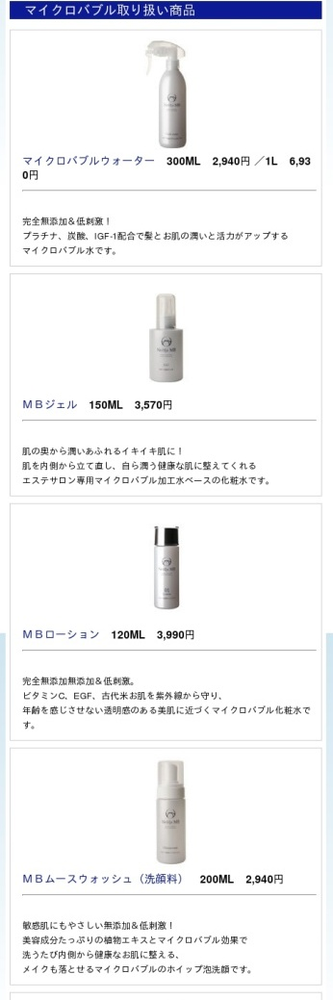 マイクロバブル取り扱い商品
マイクロバブルウォーター　300ML　2,940円 ／1L　6,93
0円
完全無添加＆低刺激！
プラチナ、炭酸、IGF-1配合で髪とお肌の潤いと活力がアップする
マイクロバブル水です。
ＭＢジェル　150ML　3,570円
肌の奥から潤いあふれるイキイキ肌に！
肌を内側から立て直し、自ら潤う健康な肌に整えてくれる
エステサロン専用マイクロバブル加工水ベースの化粧水です。
ＭＢローション　120ML　3,990円
完全無添加無添加＆低刺激。
ビタミンC、EGF、古代米お肌を紫外線から守り、
年齢を感じさせない透明感のある美肌に近づくマイクロバブル化粧水で
す。
ＭＢムースウォッシュ（洗顔料）　200ML　2,940円
敏感肌にもやさしい無添加＆低刺激！
美容成分たっぷりの植物エキスとマイクロバブル効果で
洗うたび内側から健康なお肌に整える、
メイクも落とせるマイクロバブルのホイップ泡洗顔です。